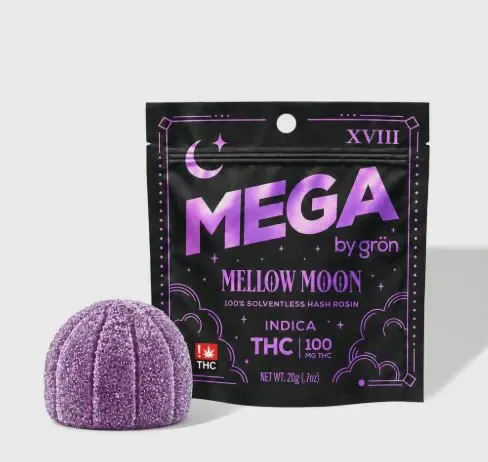 XVIII
MEGA
by grön
MELLOW MOON
100% SOLVENTLESS HASH ROSIN
INDICA
THC | 100
MG THC
!
THC
NET WT. 20g (.7oz)